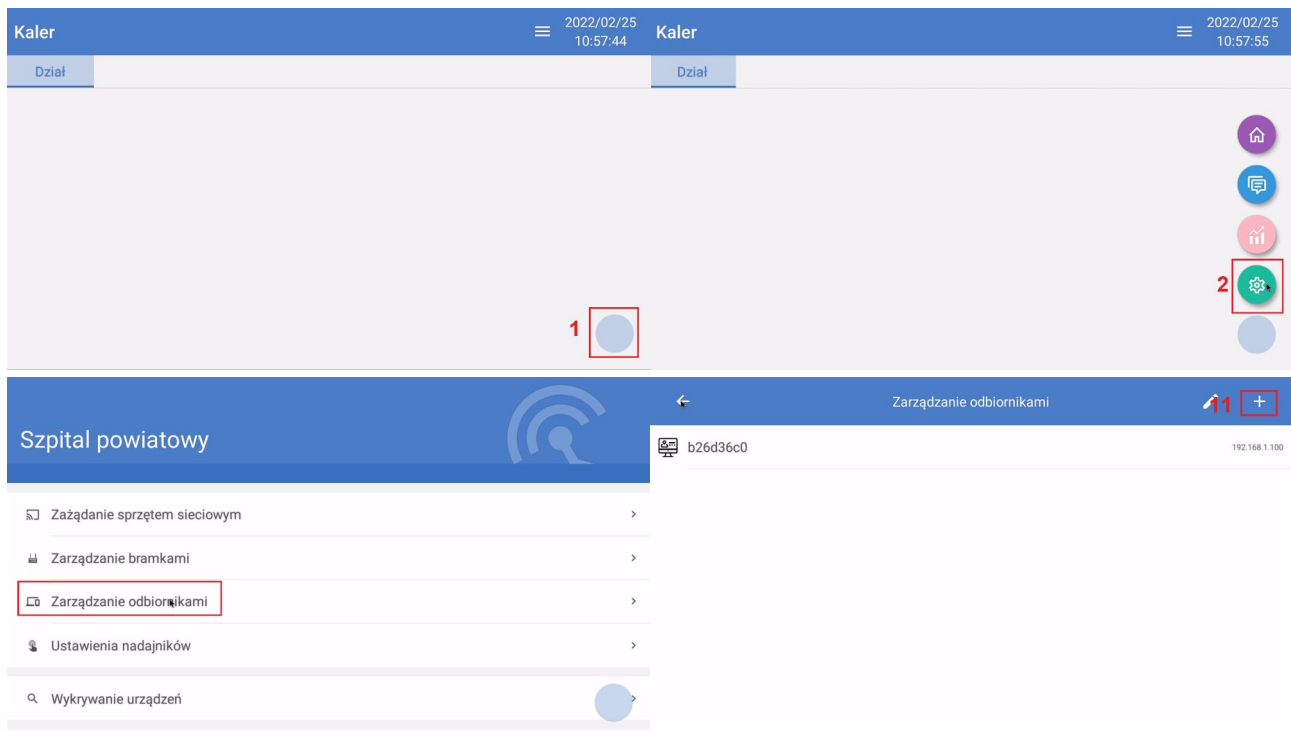 Kaler
2022/02/25
10:57:44
Dział
1
Kaler
2022/02/25
10:57:55
Dział
2
Szpital powiatowy
Zażądanie sprzętem sieciowym
Zarządzanie bramkami
Zarządzanie odbiornikami
Ustawienia nadajników
Wykrywanie urządzeń
Zarządzanie odbiornikami
11
b26d36c0
192.168.1.100